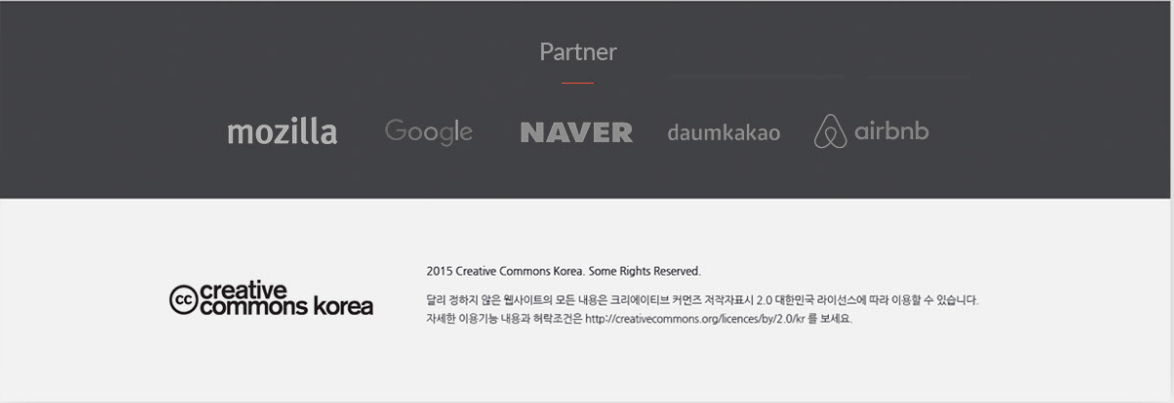 Partner
mozilla Google NAVER daumkakao airbnb
cc creative
commons korea
2015 Creative Commons Korea. Some Rights Reserved.
달리 정하지 않은 웹사이트의 모든 내용은 크리에이티브 커먼즈 저작자표시 2.0 대한민국 라이선스에 따라 이용할 수 있습니다.
자세한 이용기능 내용과 허락조건은 http://creativecommons.org/licences/by/2.0/kr 를 보세요.